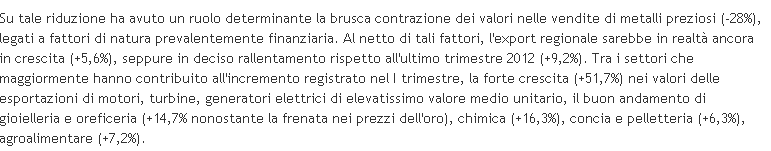 Su tale riduzione ha avuto un ruolo determinante la brusca contrazione dei valori nelle vendite di metalli preziosi (-28%),
legati a fattori di natura prevalentemente finanziaria. Al netto di tali fattori, l'export regionale sarebbe in realtà ancora
in crescita (+5,6%), seppure in deciso rallentamento rispetto all'ultimo trimestre 2012 (+9,2%). Tra i settori che
maggiormente hanno contribuito all'incremento registrato nel I trimestre, la forte crescita (+51,7%) nei valori delle
esportazioni di motori, turbine, generatori elettrici di elevatissimo valore medio unitario, il buon andamento di
gioielleria e oreficeria (+14,7% nonostante la frenata nei prezzi dell'oro), chimica (+16,3%), concia e pelletteria (+6,3%),
agroalimentare (+7,2%).